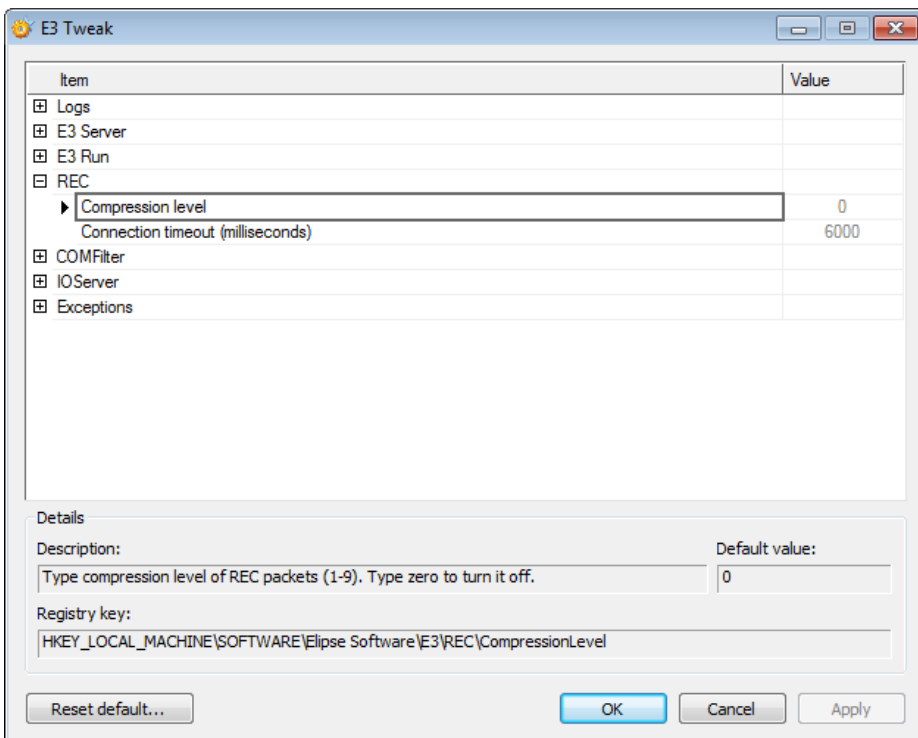 E3 Tweak
Item Value
Logs
E3 Server
E3 Run
REC
Compression level 0
Connection timeout (milliseconds) 6000
COMFilter
IOServer
Exceptions
Details
Description: Default value:
Type compression level of REC packets (1-9). Type zero to turn it off. 0
Registry key:
HKEY_LOCAL_MACHINE\SOFTWARE\Elipse Software\E3\REC\CompressionLevel
Reset default... OK Cancel Apply